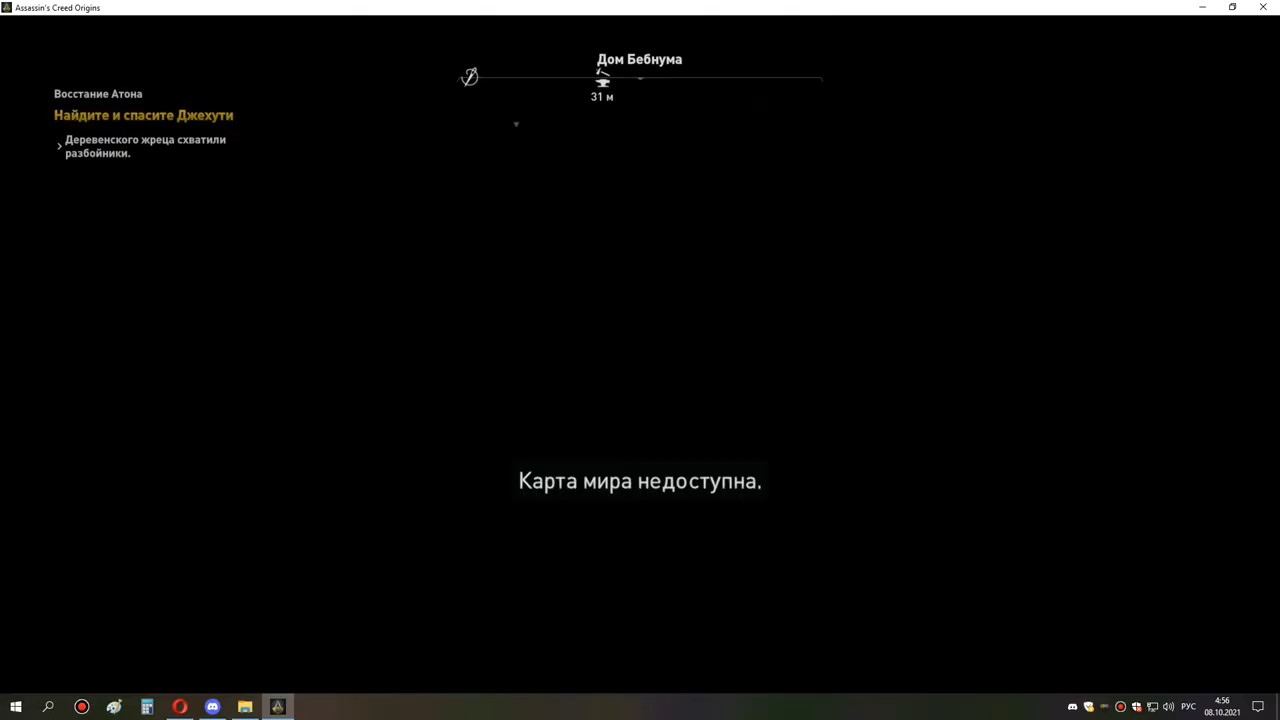 Assassin's Creed Origins
Дом Бебнума
31 м
Восстание Атона
Найдите и спасите Джехути
Деревенского жреца схватили
разбойники.
Карта мира недоступна.
РУС
4:56
08.10.2021